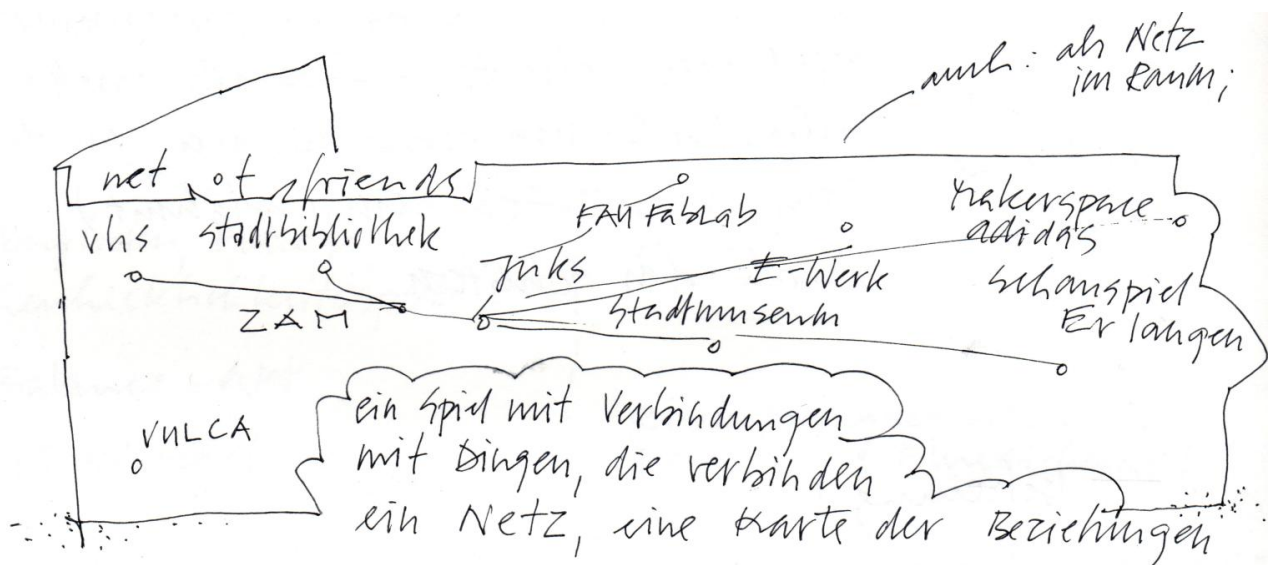 auch: als Netz
im Raum;
net of friends
vhs
Stadtbibliothek
FAU FabLab
Makerspace
adidas
Juks
E-Werk
ZAM
Stadtmuseum
Schauspiel
Erlangen
VULCA
ein Spiel mit Verbindungen
mit Dingen, die verbinden
ein Netz, eine Karte der Beziehungen